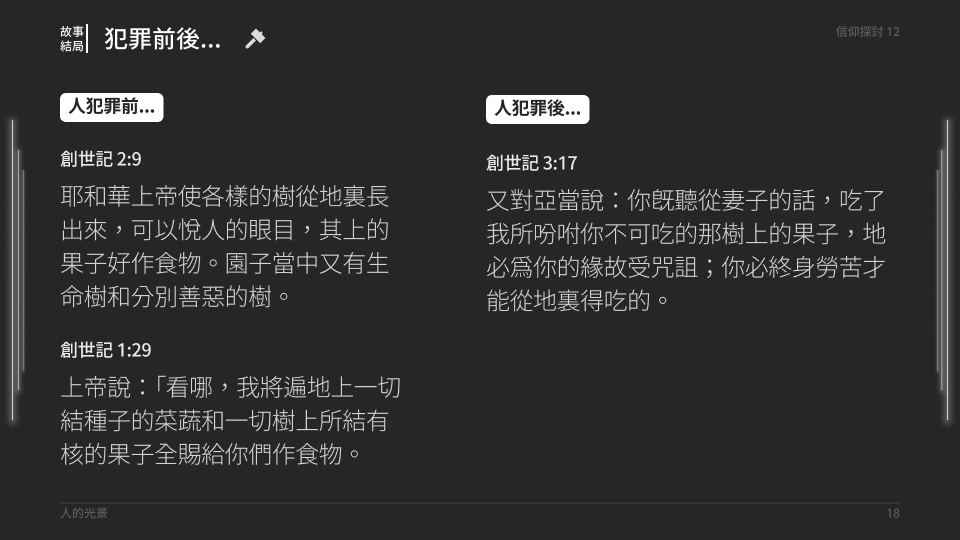 故事
結局
犯罪前後...
信仰探討 12
人犯罪前...
創世記 2:9
耶和華上帝使各樣的樹從地裏長
出來，可以悅人的眼目，其上的
果子好作食物。園子當中又有生
命樹和分別善惡的樹。
創世記 1:29
上帝說：「看哪，我將遍地上一切
結種子的菜蔬和一切樹上所結有
核的果子全賜給你們作食物。
人犯罪後...
創世記 3:17
又對亞當說：你旣聽從妻子的話，吃了
我所吩咐你不可吃的那樹上的果子，地
必爲你的緣故受咒詛；你必終身勞苦才
能從地裏得吃的。
人的光景
18